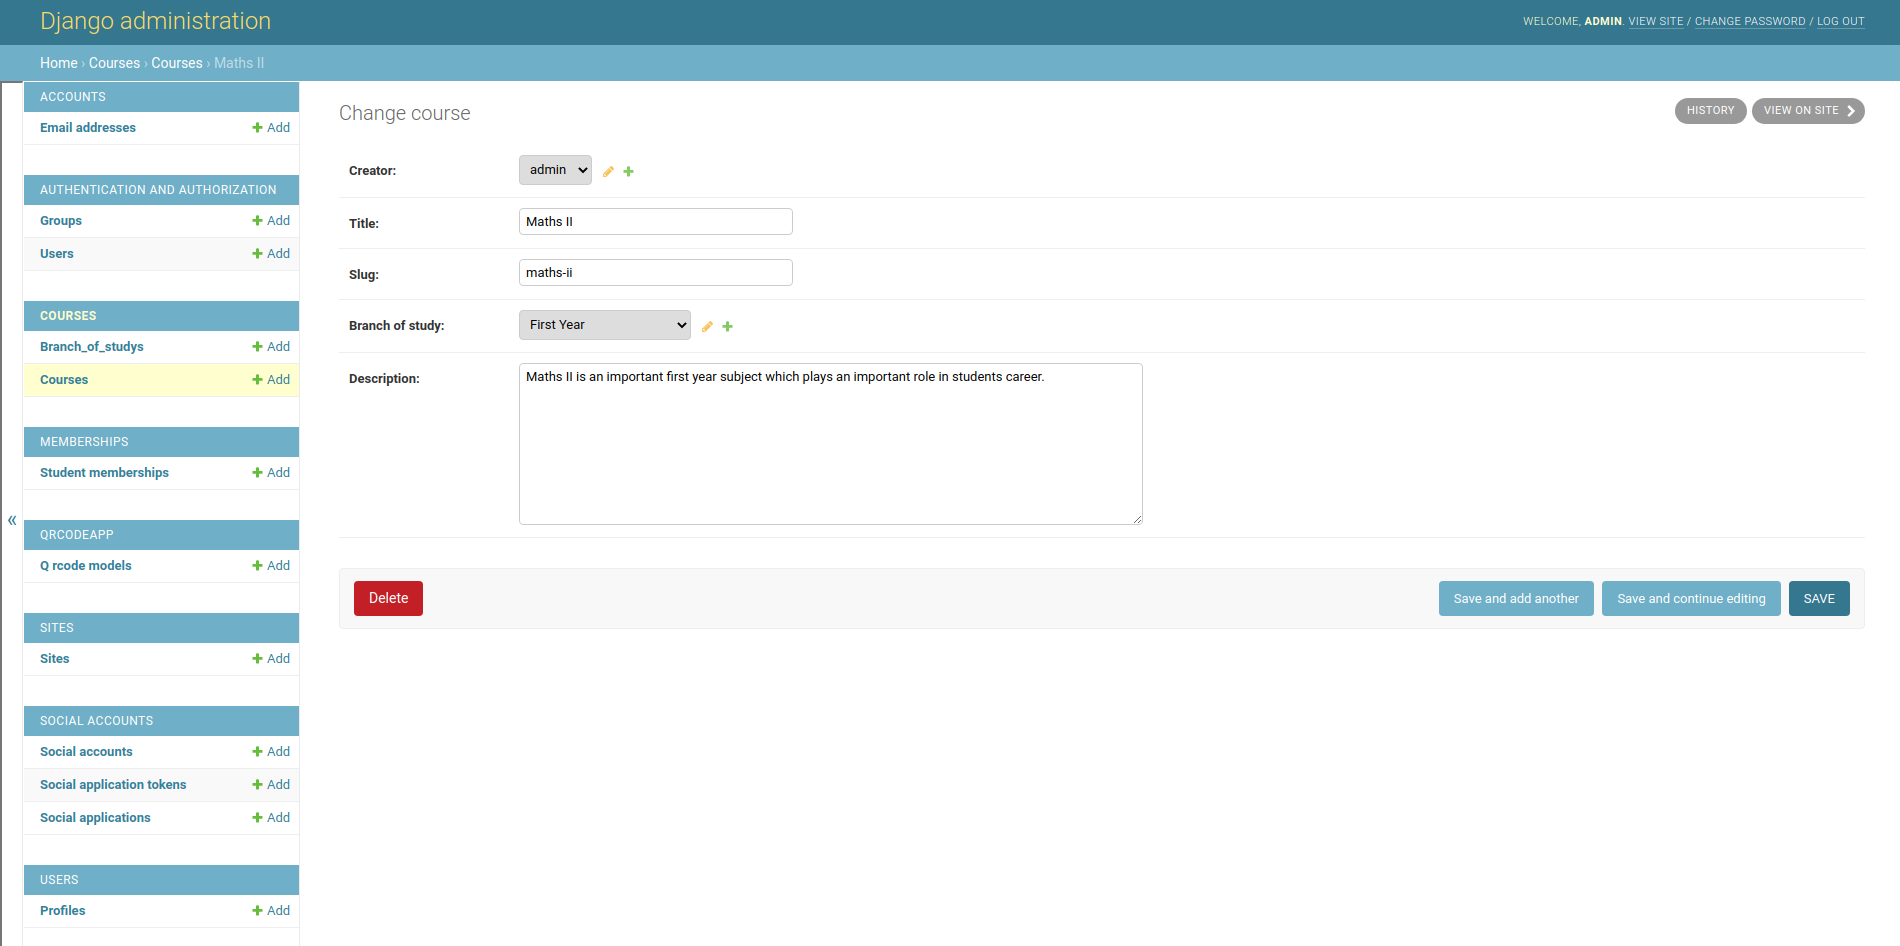 Django administration
WELCOME, ADMIN. VIEW SITE / CHANGE PASSWORD / LOG OUT
Home › Courses › Courses › Maths II
ACCOUNTS
Email addresses
Add
AUTHENTICATION AND AUTHORIZATION
Groups
Add
Users
Add
COURSES
Branch_of_studys
Add
Courses
Add
MEMBERSHIPS
Student memberships
Add
«
QRCODEAPP
Q rcode models
Add
SITES
Sites
Add
SOCIAL ACCOUNTS
Social accounts
Add
Social application tokens
Add
Social applications
Add
USERS
Profiles
Add
Change course
HISTORY
VIEW ON SITE
Creator:
admin
Title:
Maths II
Slug:
maths-ii
Branch of study:
First Year
Description:
Maths II is an important first year subject which plays an important role in students career.
Delete
Save and add another
Save and continue editing
SAVE